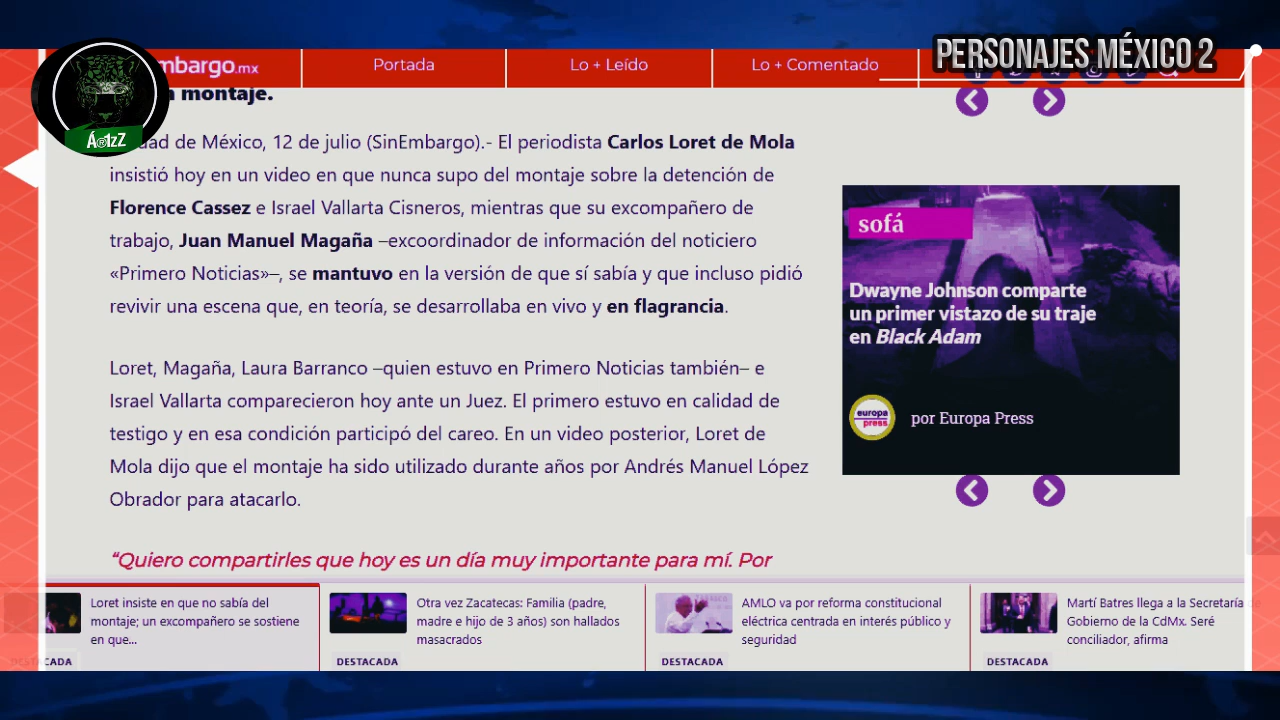 PERSONAJES MÉXICO 2
mbargo.mx
Portada
Lo + Leído
Lo + Comentado
Á®1zZ
montaje.
dad de México, 12 de julio (SinEmbargo).- El periodista Carlos Loret de Mola
insistió hoy en un video en que nunca supo del montaje sobre la detención de
Florence Cassez e Israel Vallarta Cisneros, mientras que su excompañero de
trabajo, Juan Manuel Magaña –excoordinador de información del noticiero
«Primero Noticias»–, se mantuvo en la versión de que sí sabía y que incluso pidió
revivir una escena que, en teoría, se desarrollaba en vivo y en flagrancia.
Loret, Magaña, Laura Barranco –quien estuvo en Primero Noticias también– e
Israel Vallarta comparecieron hoy ante un Juez. El primero estuvo en calidad de
testigo y en esa condición participó del careo. En un video posterior, Loret de
Mola dijo que el montaje ha sido utilizado durante años por Andrés Manuel López
Obrador para atacarlo.
“Quiero compartirles que hoy es un día muy importante para mí. Por
sofá
Dwayne Johnson comparte
un primer vistazo de su traje
en Black Adam
europa
press
por Europa Press
Loret insiste en que no sabía del
montaje; un excompañero se sostiene
en que...
DESTACADA
Otra vez Zacatecas: Familia (padre,
madre e hijo de 3 años) son hallados
masacrados
DESTACADA
AMLO va por reforma constitucional
eléctrica centrada en interés público y
seguridad
DESTACADA
Martí Batres llega a la Secretaría de
Gobierno de la CdMx. Seré
conciliador, afirma
DESTACADA